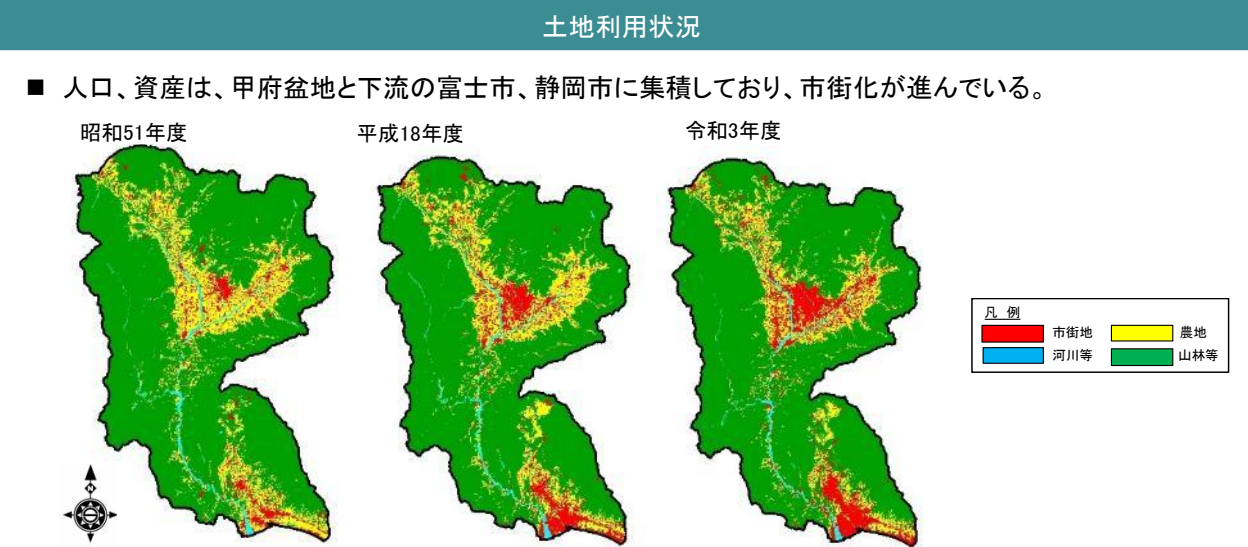 土地利用状況
■ 人口、資産は、甲府盆地と下流の富士市、静岡市に集積しており、市街化が進んでいる。
昭和51年度
平成18年度
令和3年度
凡 例
市街地
農地
河川等
山林等
N